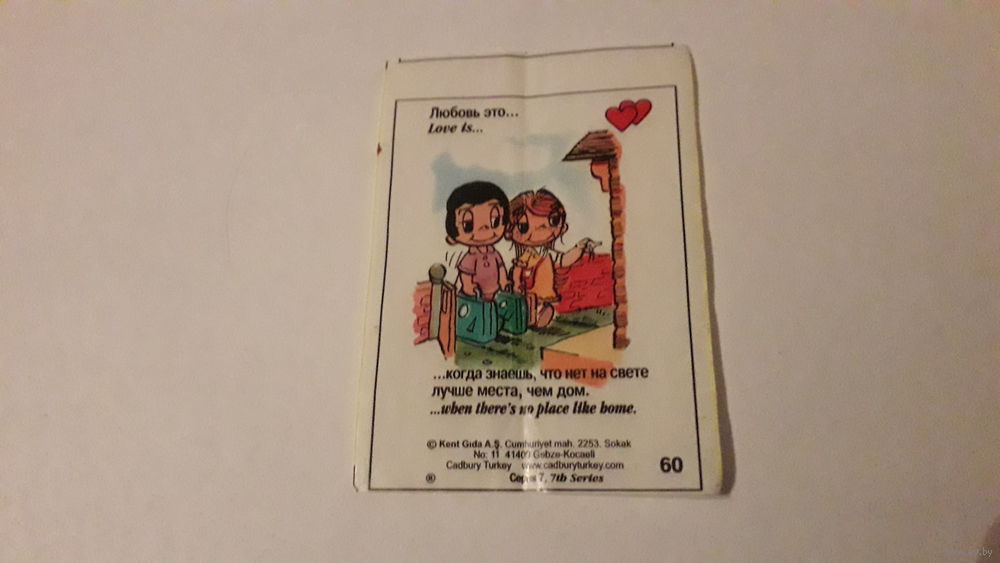 Любовь это...
Love is...
...когда знаешь, что нет на свете
лучше места, чем дом.
...when there's no place like home.
© Kent Gıda A.Ş. Cumhuriyet mah. 2253. Sokak
No: 11 41400 Gebze-Kocaeli
Cadbury Turkey www.cadburyturkey.com
60
® Серия 7, 7th Series